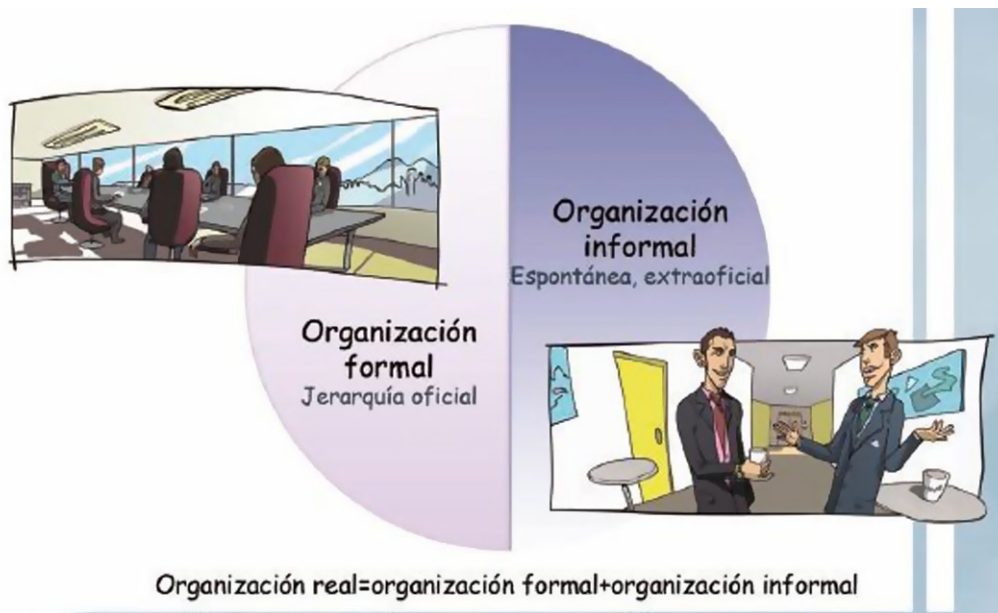 Organización
formal
Jerarquía oficial
Organización
informal
Espontánea, extraoficial
Organización real=organización formal+organización informal